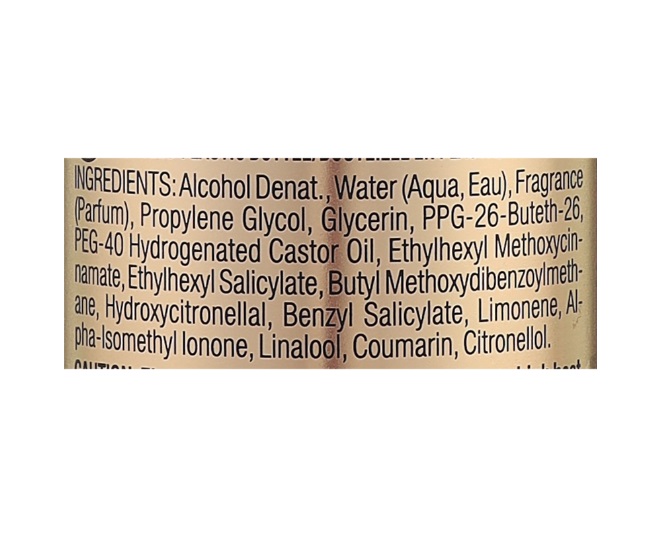 INGREDIENTS: Alcohol Denat., Water (Aqua, Eau), Fragrance
(Parfum), Propylene Glycol, Glycerin, PPG-26-Buteth-26,
PEG-40 Hydrogenated Castor Oil, Ethylhexyl Methoxycin-
namate, Ethylhexyl Salicylate, Butyl Methoxydibenzoylmeth-
ane, Hydroxycitronellal, Benzyl Salicylate, Limonene, Al-
pha-Isomethyl Ionone, Linalool, Coumarin, Citronellol.